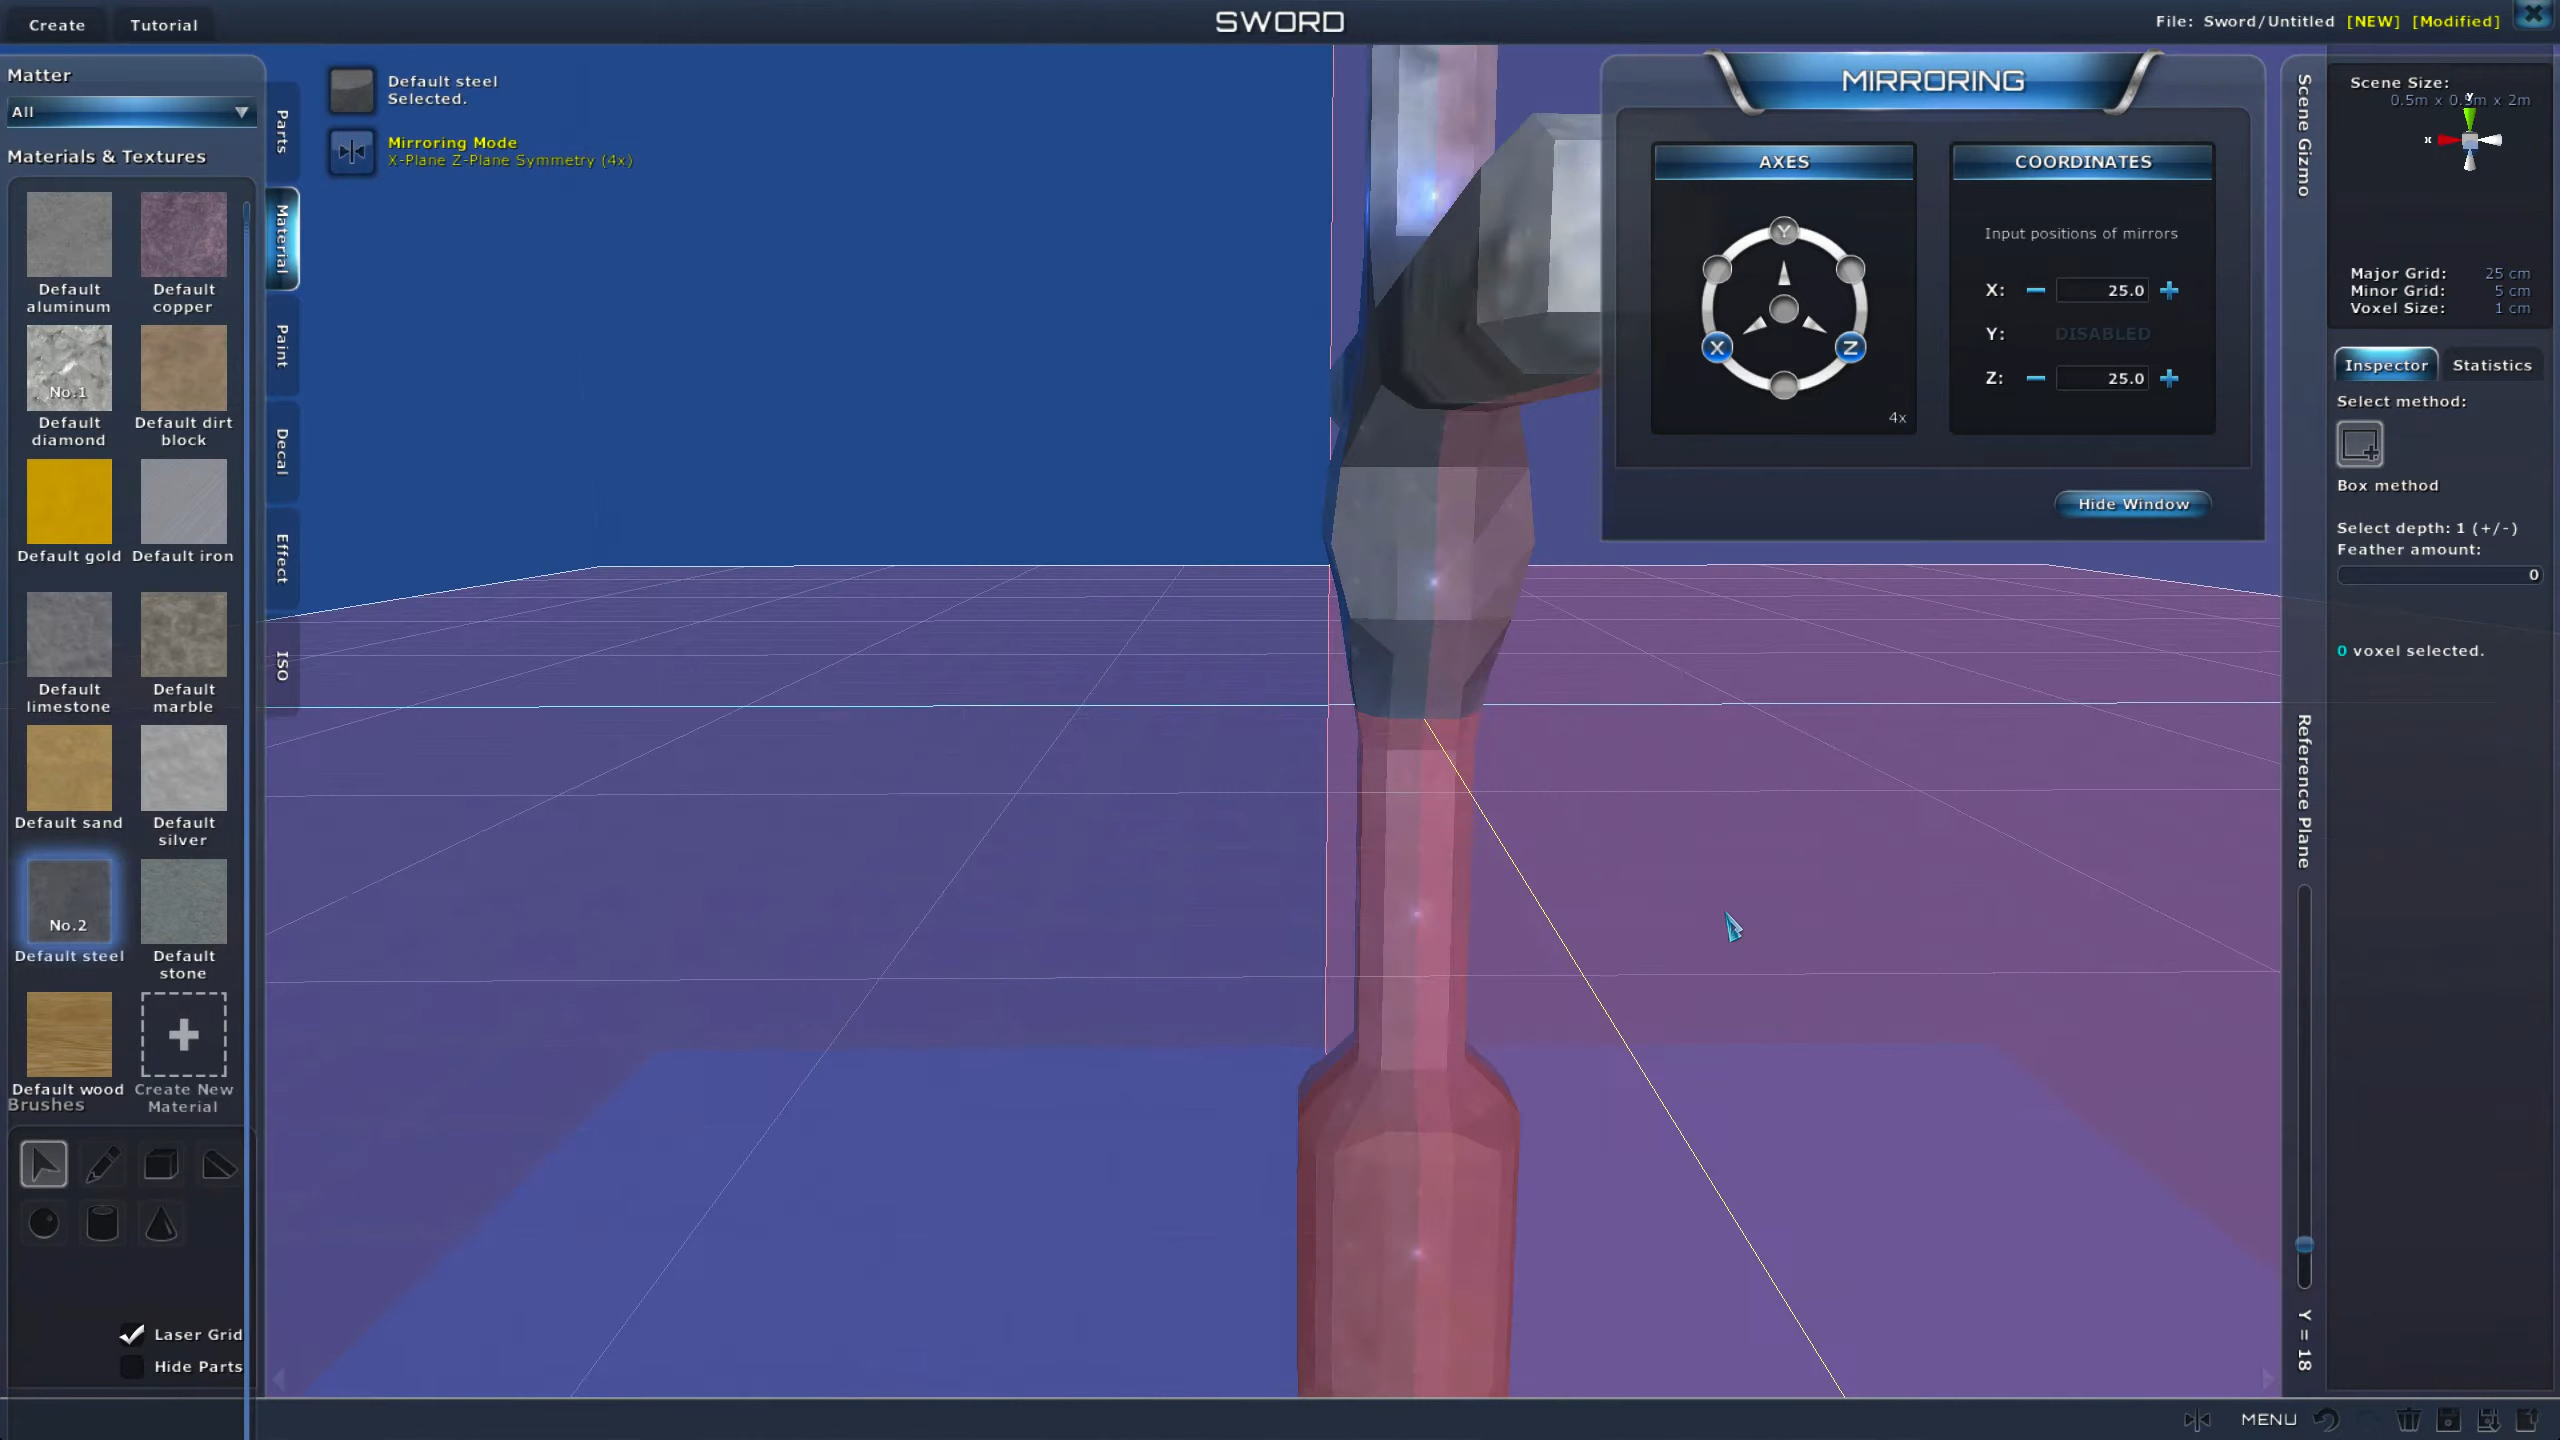 Create
Tutorial
SWORD
File: Sword/Untitled [NEW] [Modified]
Matter
All
Materials & Textures
Default aluminum
Default copper
No.1
Default diamond
Default dirt block
Default gold
Default iron
Default limestone
Default marble
Default sand
Default silver
No.2
Default steel
Default stone
Default wood
Create New Material
Brushes
Laser Grid
Hide Parts
Parts
Material
Paint
Decal
Effect
ISO
Default steel
Selected.
Mirroring Mode
X-Plane Z-Plane Symmetry (4x)
MIRRORING
AXES
Y
X
Z
4x
COORDINATES
Input positions of mirrors
X: 25.0
Y: DISABLED
Z: 25.0
Hide Window
Scene Gizmo
Reference Plane
Y = 18
Scene Size:
0.5m x 0.5m x 2m
Y
X
Major Grid: 25 cm
Minor Grid: 5 cm
Voxel Size: 1 cm
Inspector
Statistics
Select method:
Box method
Select depth: 1 (+/-)
Feather amount:
0
0 voxel selected.
MENU